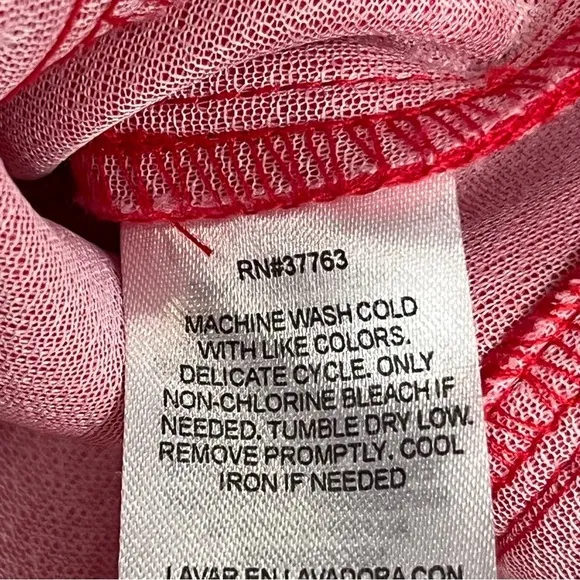 RN#37763
MACHINE WASH COLD
WITH LIKE COLORS.
DELICATE CYCLE. ONLY
NON-CHLORINE BLEACH IF
NEEDED. TUMBLE DRY LOW.
REMOVE PROMPTLY. COOL
IRON IF NEEDED
LAVAR EN LAVADORA CON